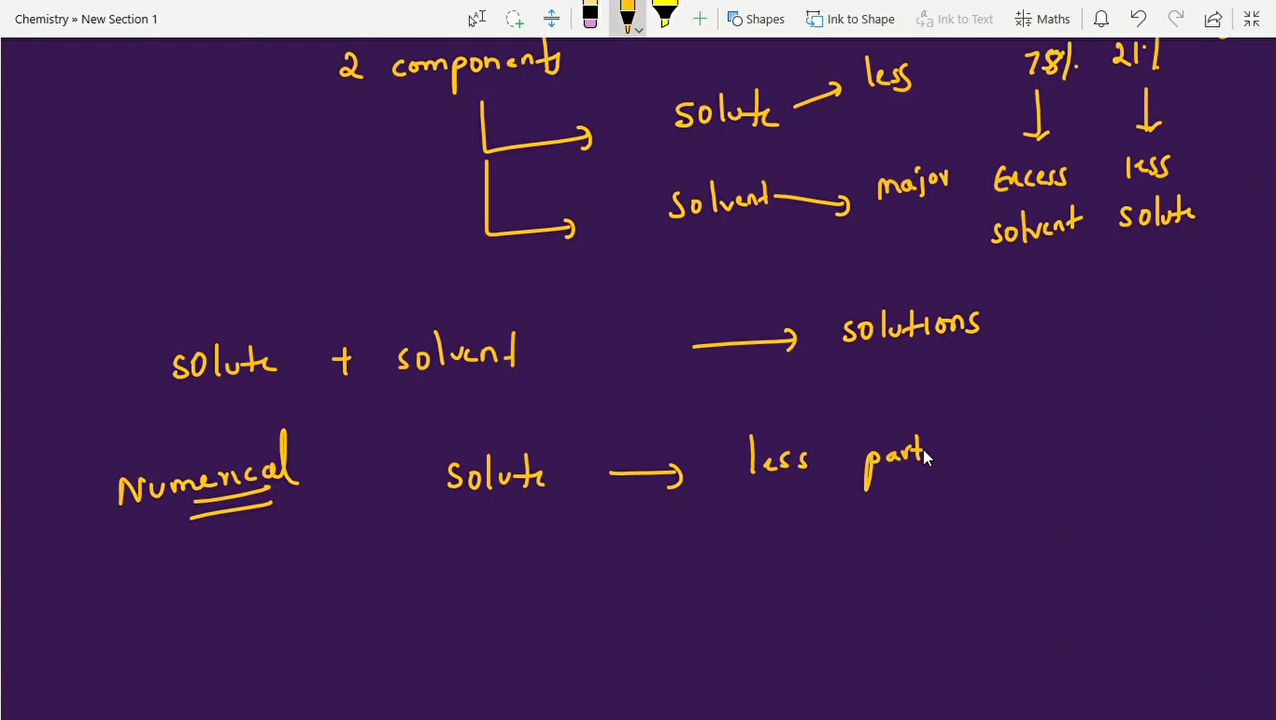 Chemistry » New Section 1
Shapes
Ink to Shape
Ink to Text
Maths
2 components
solute → less
78% 21%
solvent → major
Excess less
solvent solute
solute + solvent → solutions
Numerical solute → less part